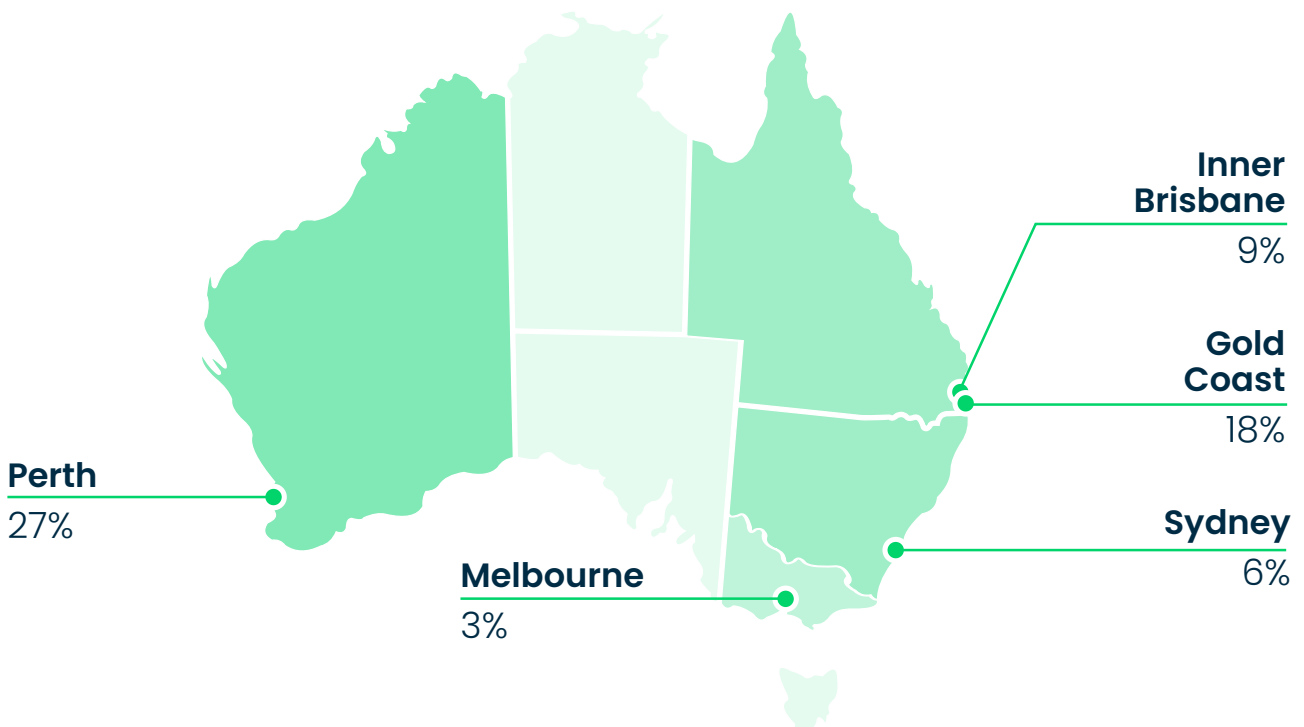 Inner
Brisbane
9%
Gold
Coast
18%
Perth
27%
Sydney
6%
Melbourne
3%